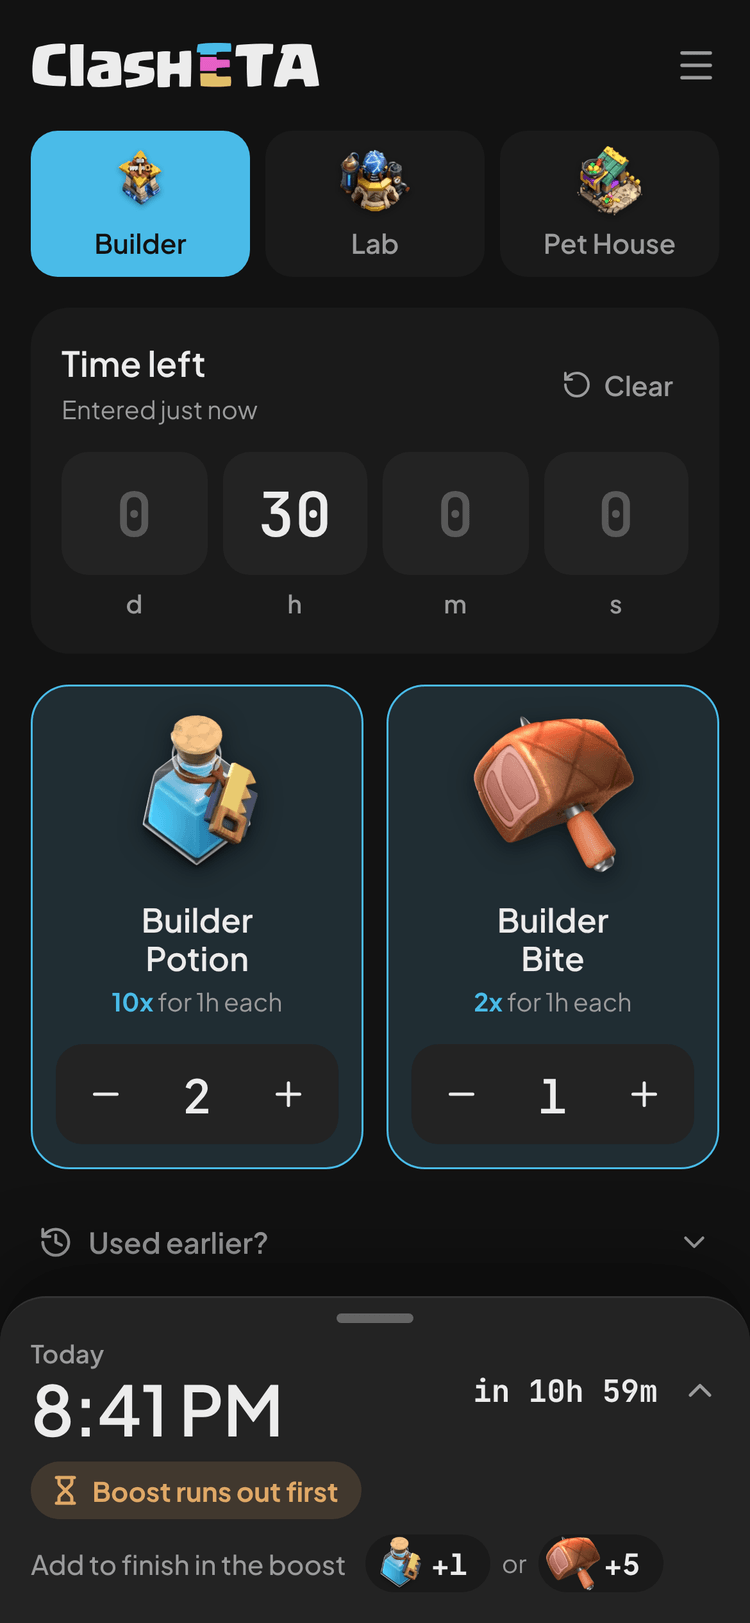 ClasHETA
Builder
Lab
Pet House
Time left
Entered just now
Clear
0
30
0
0
d
h
m
s
Builder
Potion
10x for 1h each
2
Builder
Bite
2x for 1h each
1
Used earlier?
Today
8:41 PM
in 10h 59m
Boost runs out first
Add to finish in the boost
+1
or
+5